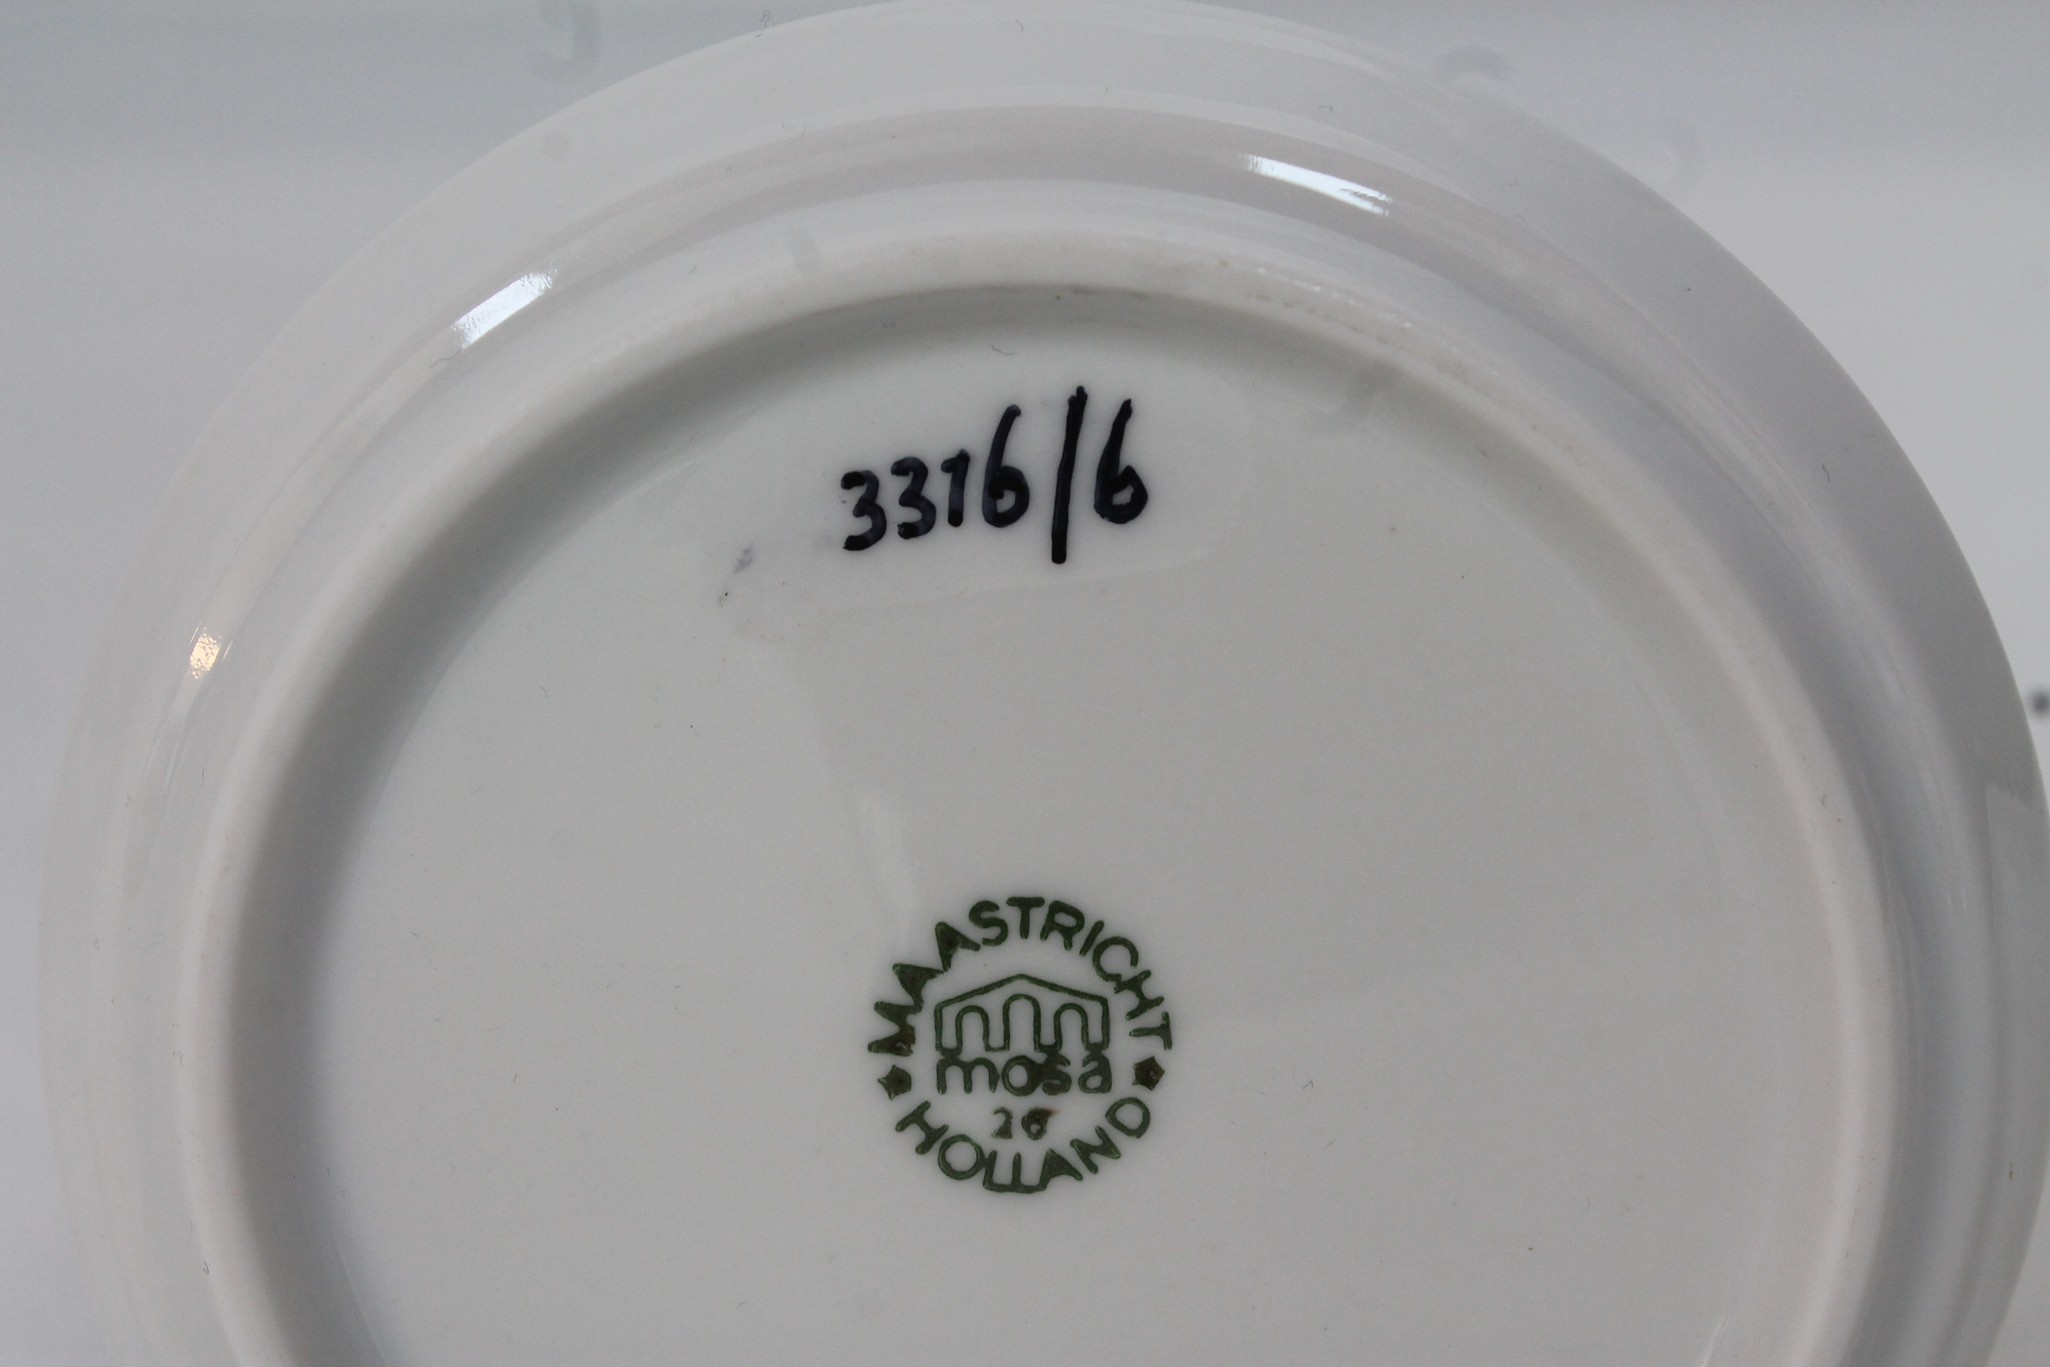 3316/6
MAASTRICHT
mosa
26
HOLLAND